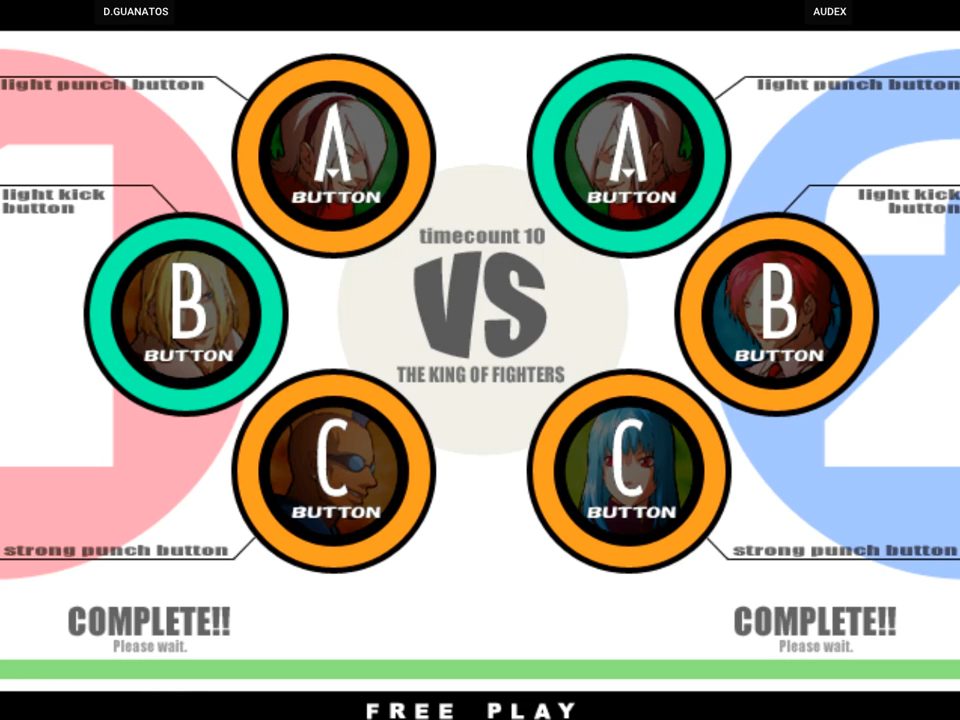 D.GUANATOS
AUDEX
light punch button
light punch button
A
BUTTON
A
BUTTON
light kick
button
light kick
button
timecount 10
VS
THE KING OF FIGHTERS
B
BUTTON
B
BUTTON
C
BUTTON
C
BUTTON
strong punch button
strong punch button
1
2
COMPLETE!!
Please wait.
COMPLETE!!
Please wait.
FREE PLAY